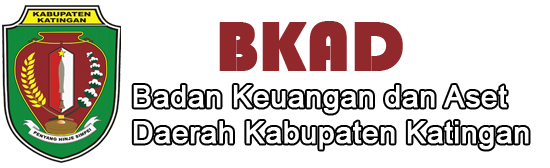 KABUPATEN
KATINGAN
PENYANG HINJE SIMPEI
BKAD
Badan Keuangan dan Aset
Daerah Kabupaten Katingan